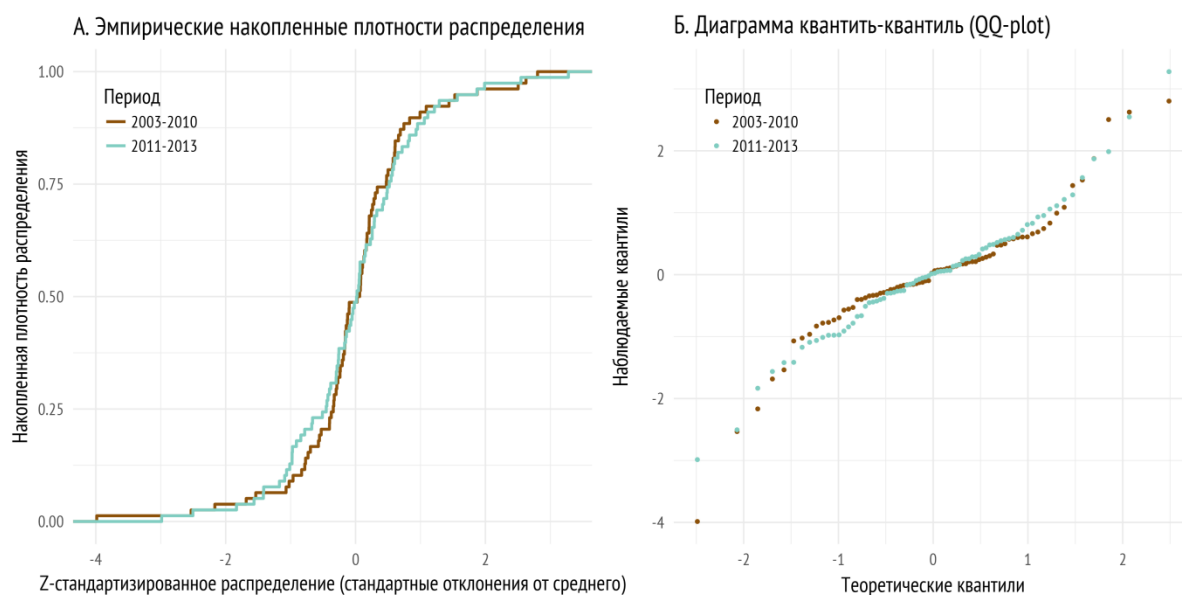 А. Эмпирические накопленные плотности распределения
Накопленная плотность распределения
1.00
0.75
0.50
0.25
0.00
Период
2003-2010
2011-2013
-4
-2
0
2
Z-стандартизированное распределение (стандартные отклонения от среднего)
Б. Диаграмма квантить-квантиль (QQ-plot)
Наблюдаемые квантили
2
0
-2
-4
Период
2003-2010
2011-2013
-2
-1
0
1
2
Теоретические квантили